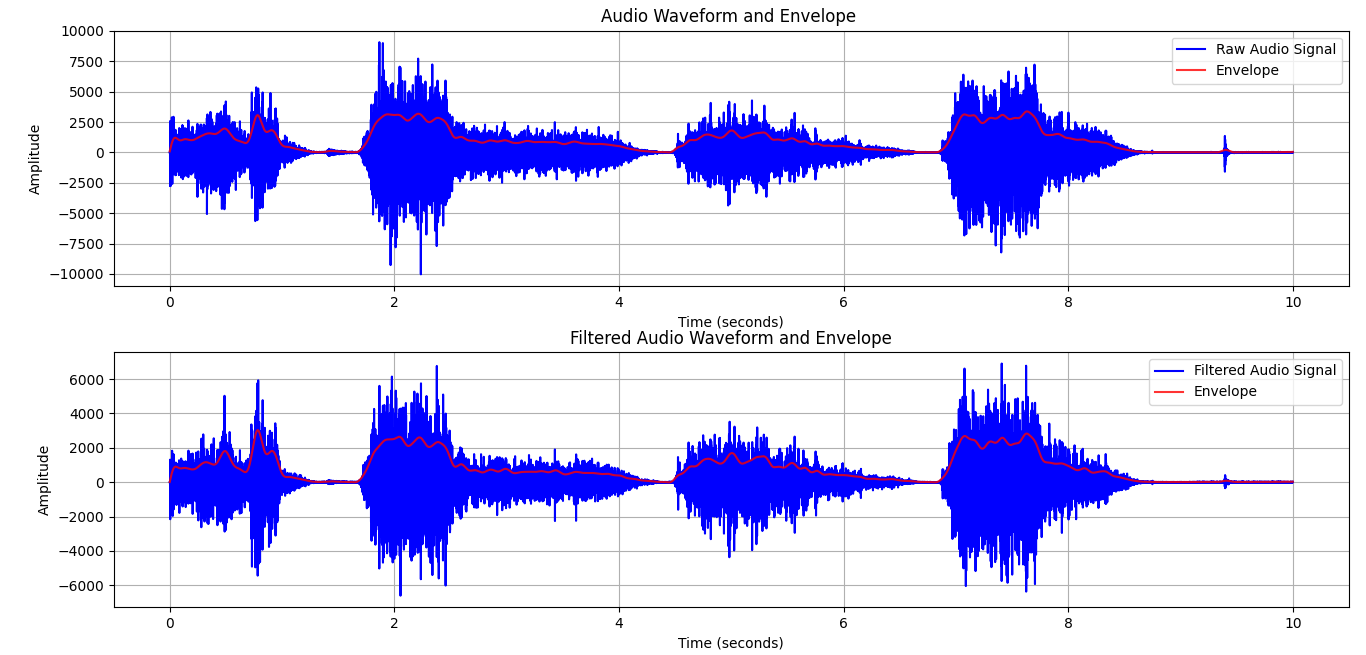 Audio Waveform and Envelope
10000
7500
5000
2500
0
−2500
−5000
−7500
−10000
Amplitude
Raw Audio Signal
Envelope
0 2 4 6 8 10
Time (seconds)
Filtered Audio Waveform and Envelope
6000
4000
2000
0
−2000
−4000
−6000
Amplitude
Filtered Audio Signal
Envelope
0 2 4 6 8 10
Time (seconds)